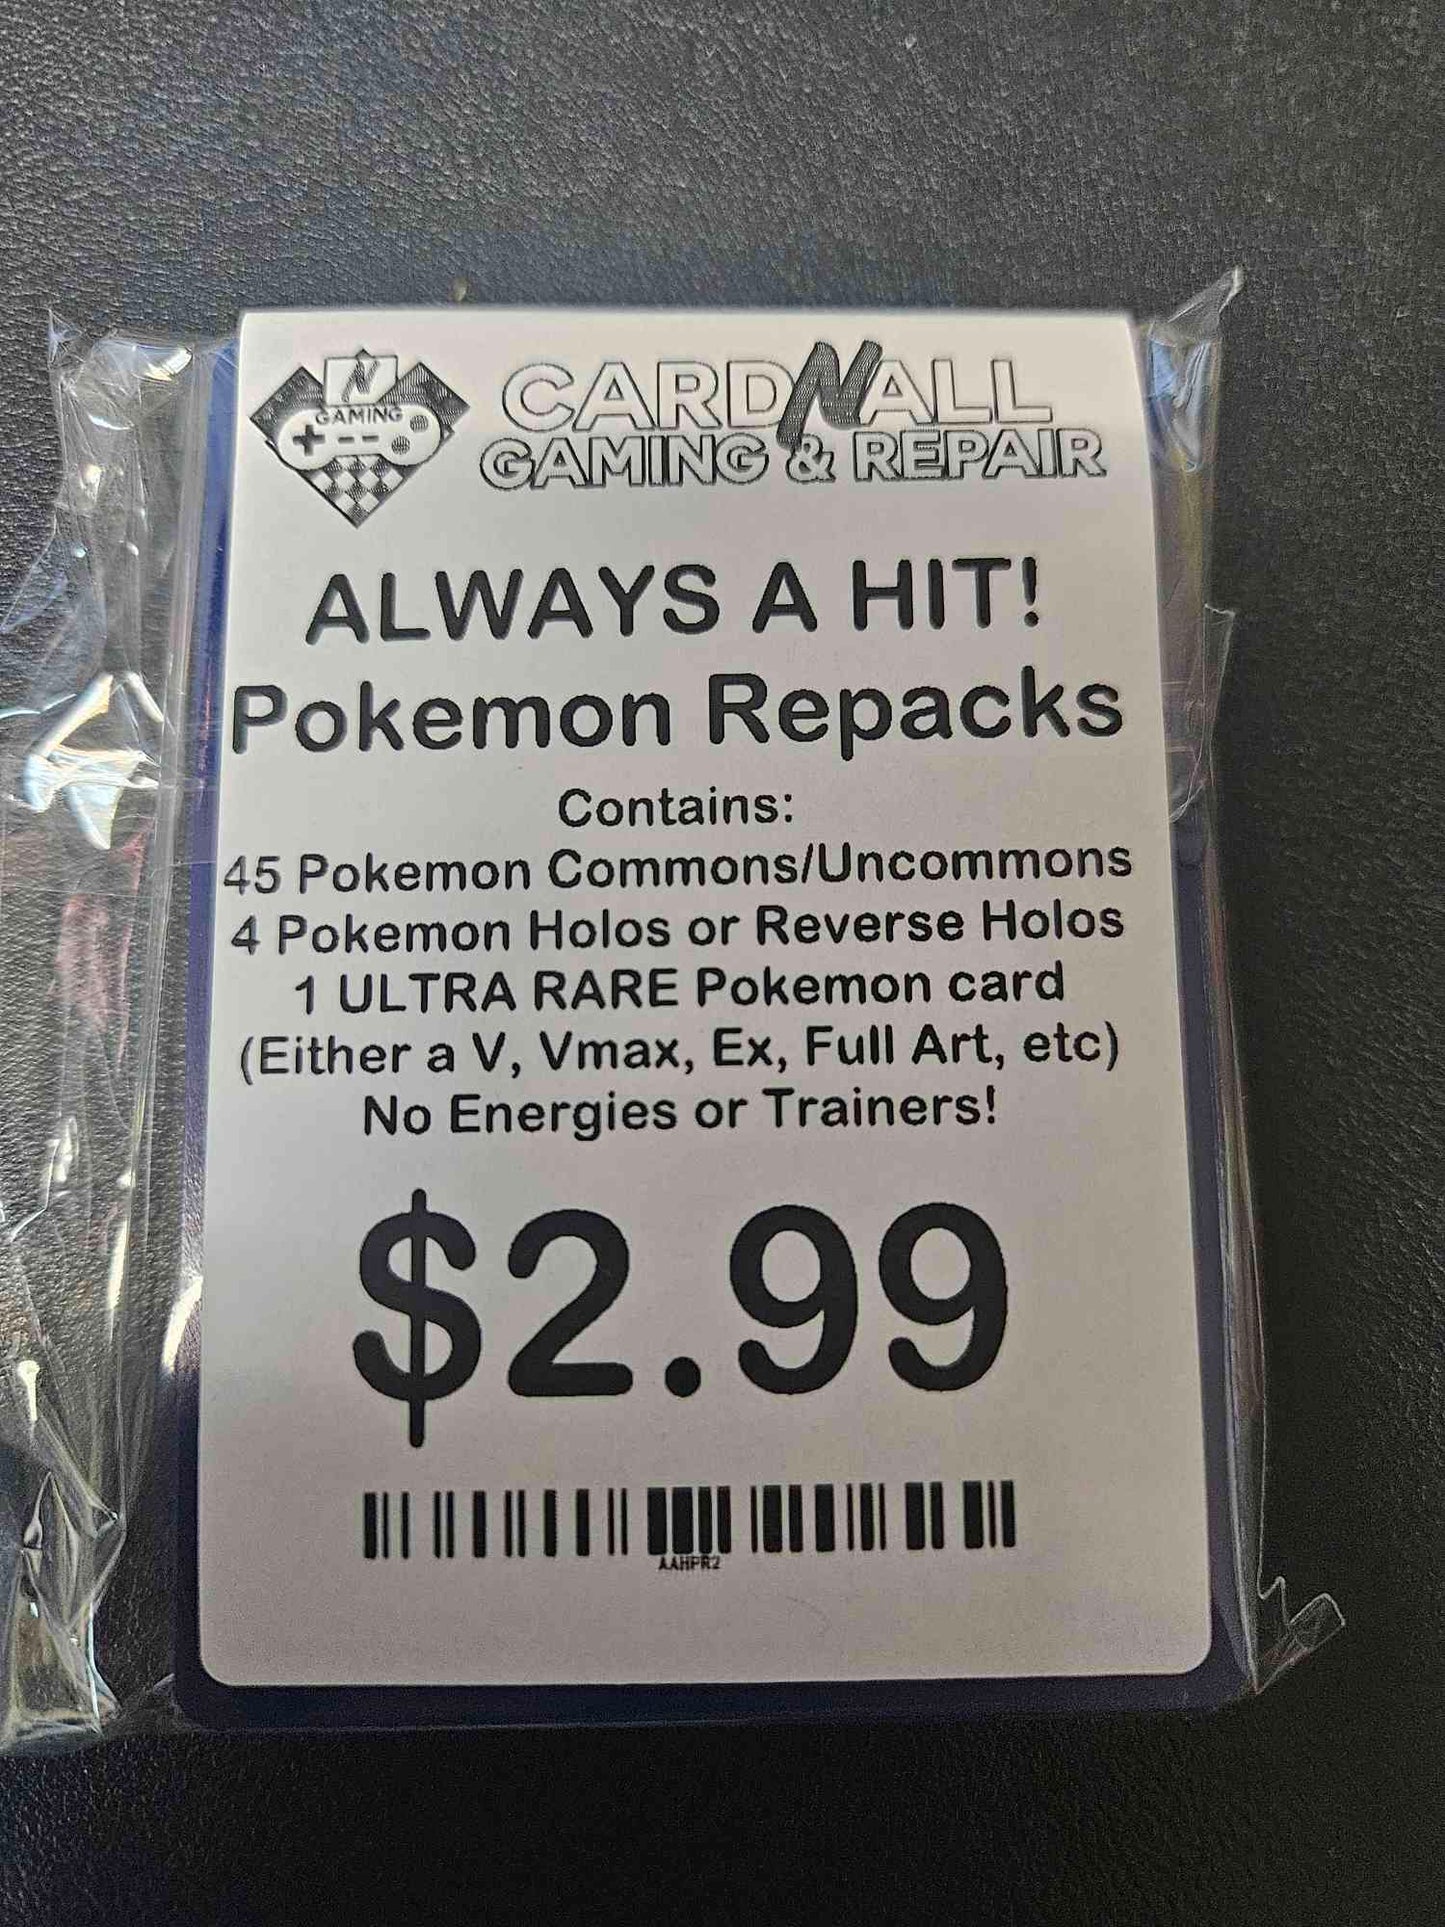 N
GAMING
CARDNALL
GAMING & REPAIR
ALWAYS A HIT!
Pokemon Repacks
Contains:
45 Pokemon Commons/Uncommons
4 Pokemon Holos or Reverse Holos
1 ULTRA RARE Pokemon card
(Either a V, Vmax, Ex, Full Art, etc)
No Energies or Trainers!
$2.99
AAHPR2